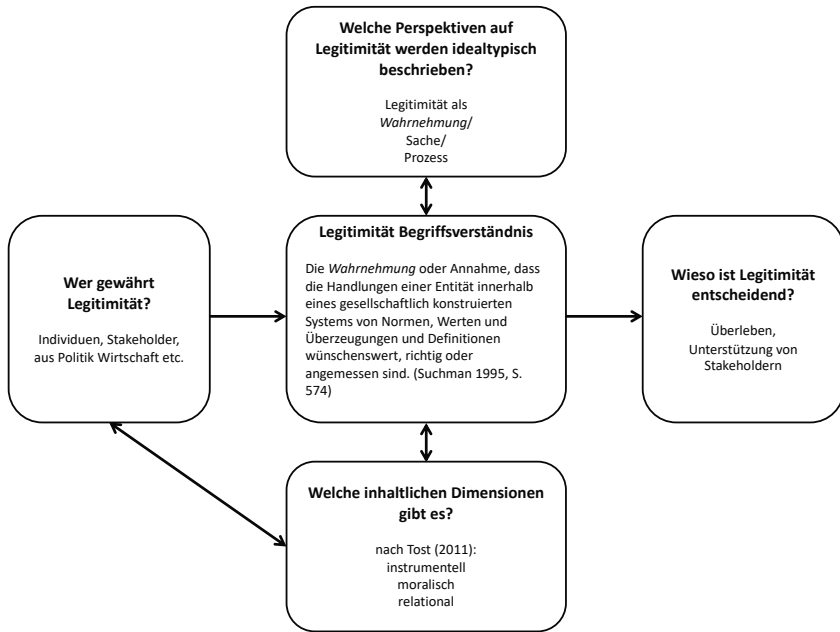 Welche Perspektiven auf
Legitimität werden idealtypisch
beschrieben?
Legitimität als
Wahrnehmung/
Sache/
Prozess
Wer gewährt
Legitimität?
Individuen, Stakeholder,
aus Politik Wirtschaft etc.
Legitimität Begriffsverständnis
Die Wahrnehmung oder Annahme, dass
die Handlungen einer Entität innerhalb
eines gesellschaftlich konstruierten
Systems von Normen, Werten und
Überzeugungen und Definitionen
wünschenswert, richtig oder
angemessen sind. (Suchman 1995, S.
574)
Wieso ist Legitimität
entscheidend?
Überleben,
Unterstützung von
Stakeholdern
Welche inhaltlichen Dimensionen
gibt es?
nach Tost (2011):
instrumentell
moralisch
relational